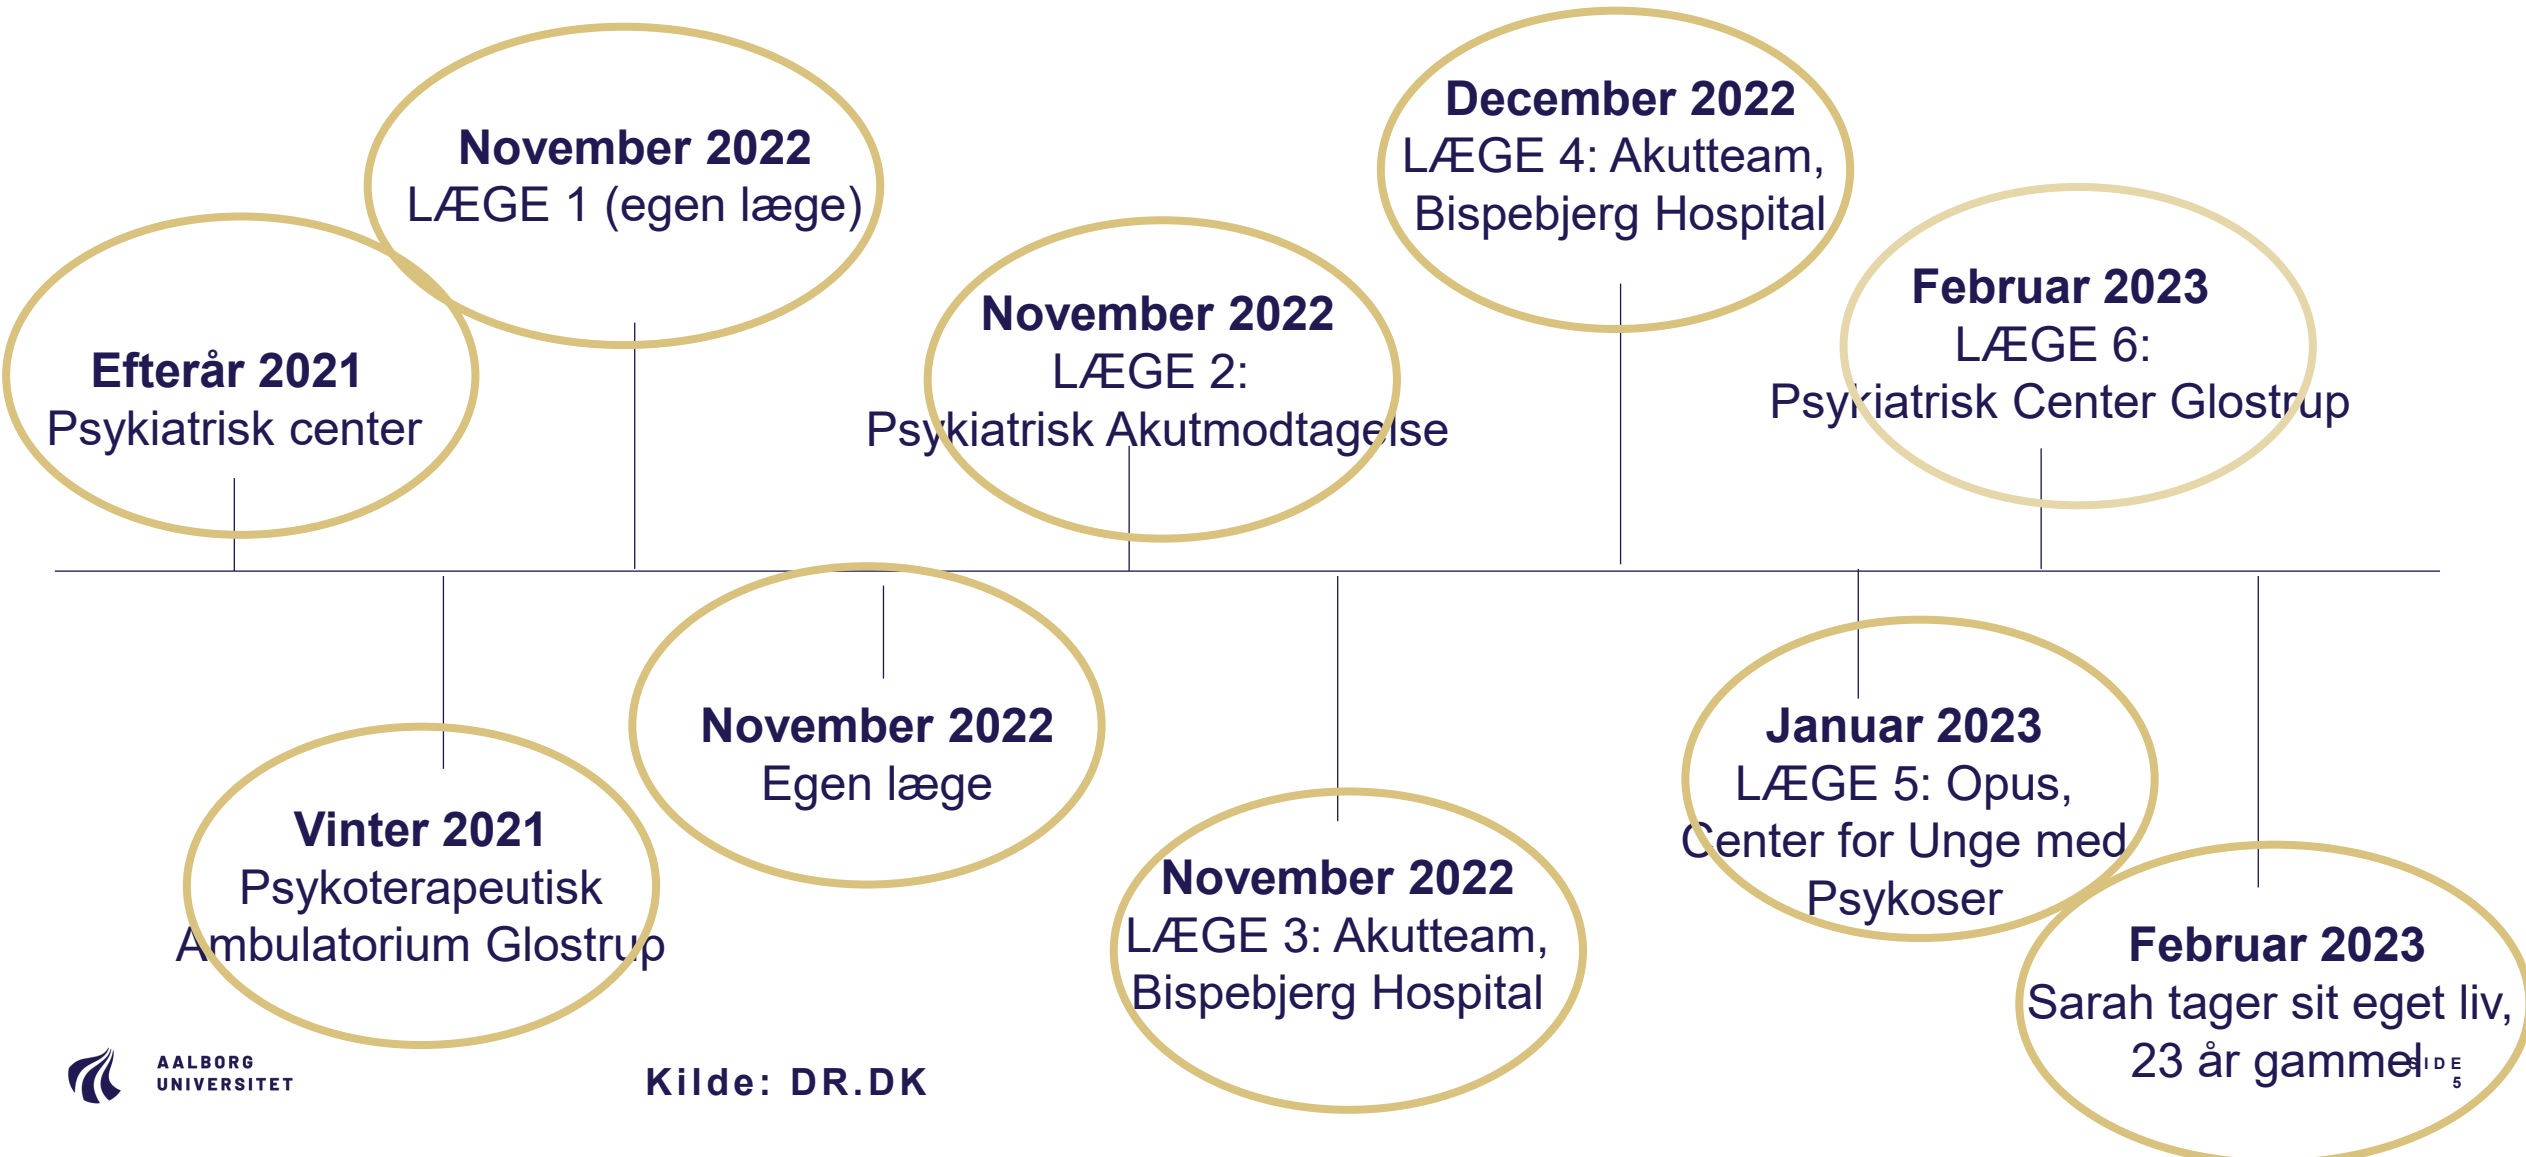 Efterår 2021
Psykiatrisk center
Vinter 2021
Psykoterapeutisk
Ambulatorium Glostrup
November 2022
LÆGE 1 (egen læge)
November 2022
Egen læge
November 2022
LÆGE 2:
Psykiatrisk Akutmodtagelse
November 2022
LÆGE 3: Akutteam,
Bispebjerg Hospital
December 2022
LÆGE 4: Akutteam,
Bispebjerg Hospital
Januar 2023
LÆGE 5: Opus,
Center for Unge med
Psykoser
Februar 2023
LÆGE 6:
Psykiatrisk Center Glostrup
Februar 2023
Sarah tager sit eget liv,
23 år gammel
AALBORG
UNIVERSITET
Kilde: DR.DK
SIDE
5